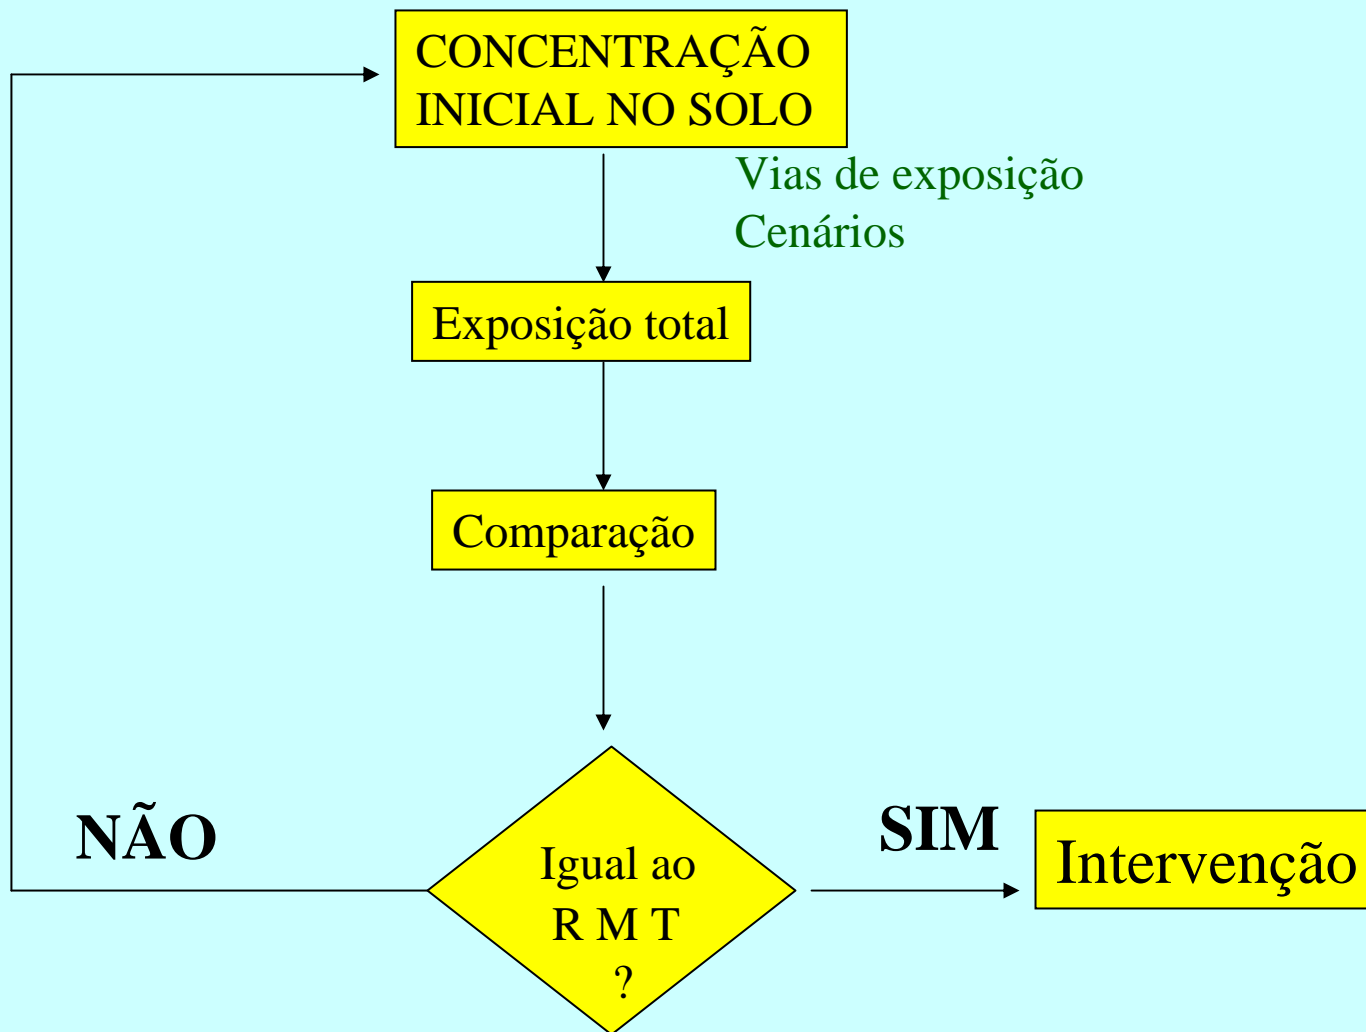 CONCENTRAÇÃO
INICIAL NO SOLO
Vias de exposição
Cenários
Exposição total
Comparação
NÃO
SIM
Igual ao
R M T
?
Intervenção